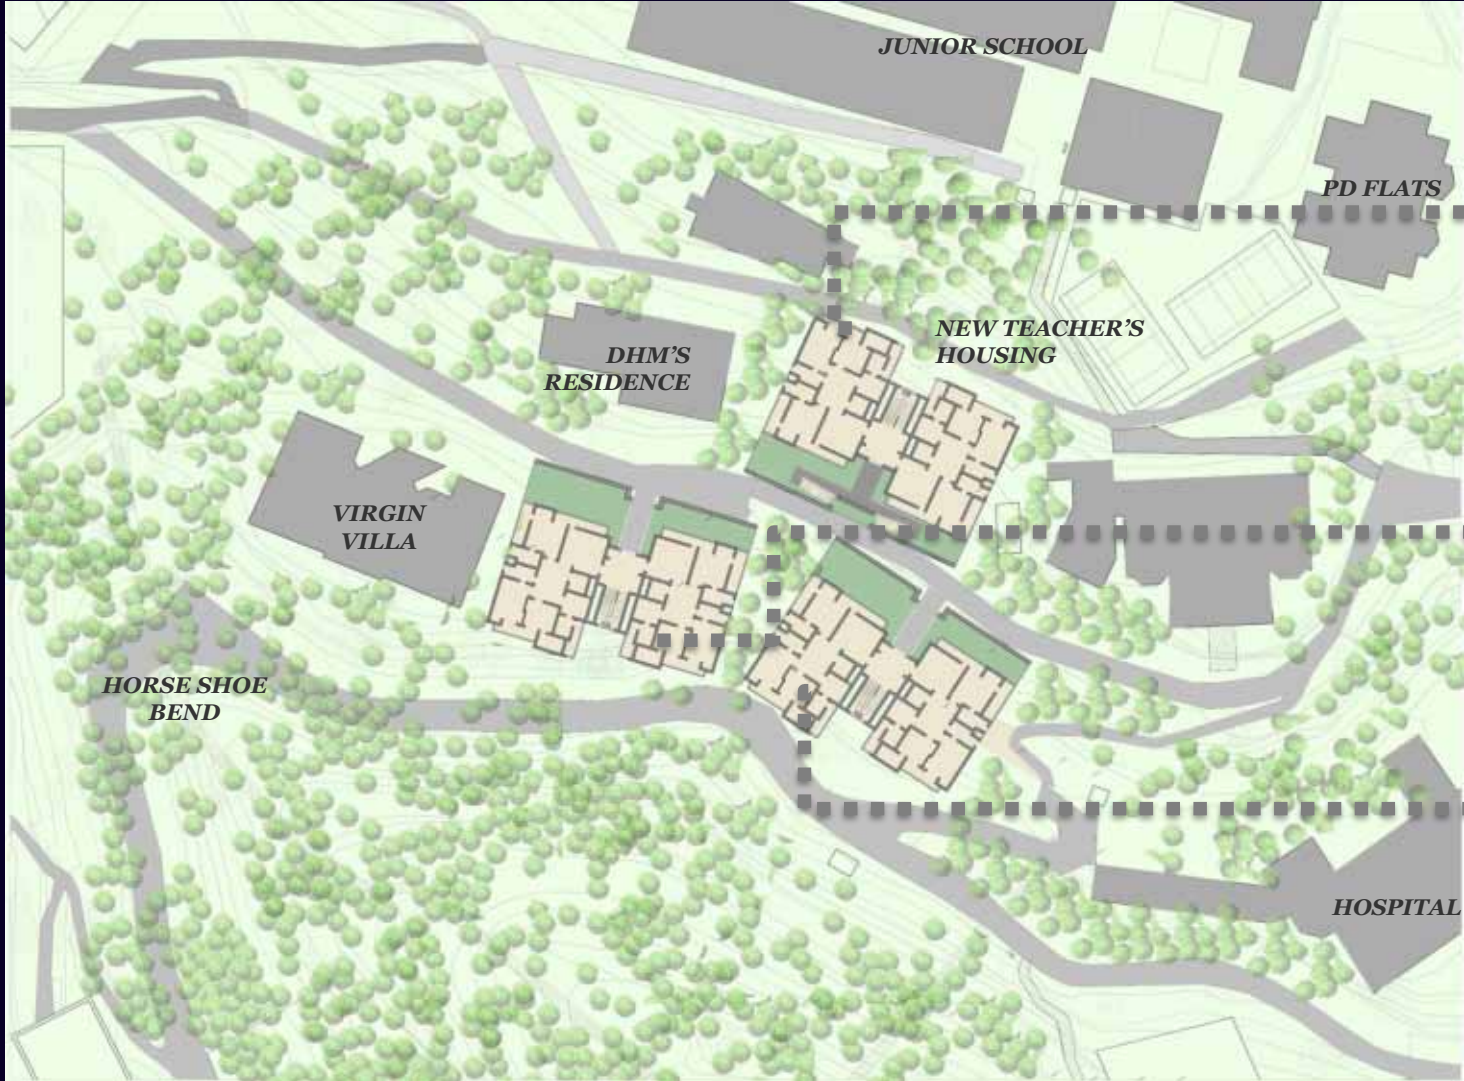 JUNIOR SCHOOL
PD FLATS
NEW TEACHER'S
HOUSING
DHM'S
RESIDENCE
VIRGIN
VILLA
HORSE SHOE
BEND
HOSPITAL